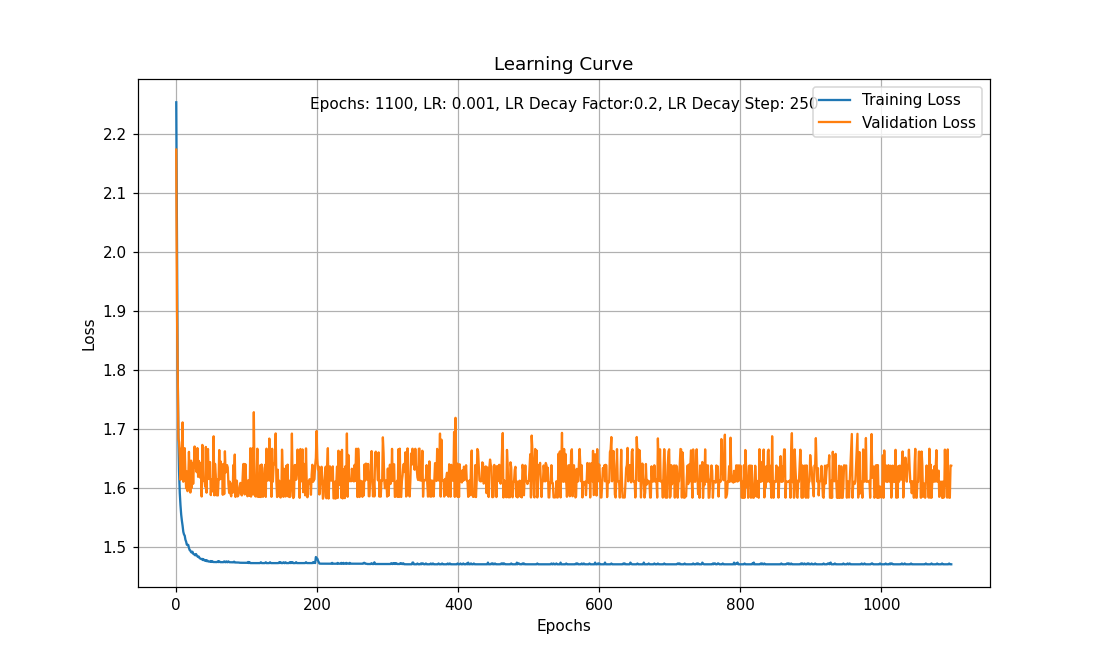 Learning Curve
Epochs: 1100, LR: 0.001, LR Decay Factor:0.2, LR Decay Step: 250
Training Loss
Validation Loss
2.2
2.1
2.0
1.9
1.8
1.7
1.6
1.5
Loss
0 200 400 600 800 1000
Epochs